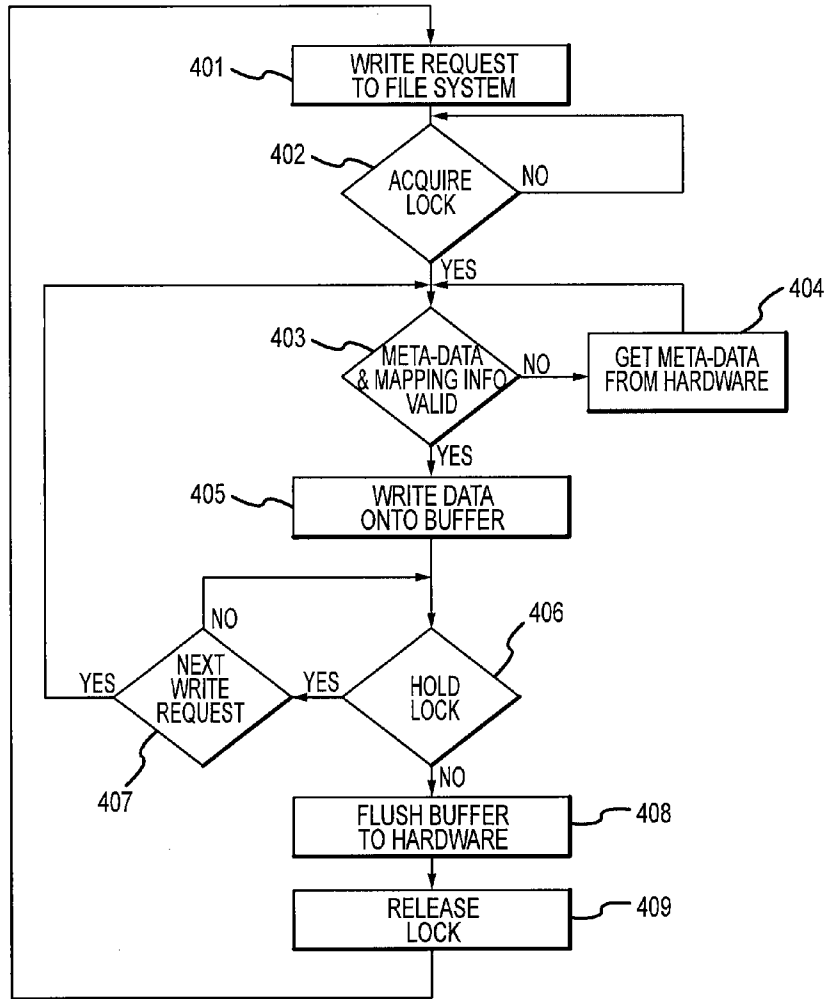 401
WRITE REQUEST
TO FILE SYSTEM
402
ACQUIRE
LOCK
NO
YES
403
META-DATA
& MAPPING INFO
VALID
NO
404
GET META-DATA
FROM HARDWARE
YES
405
WRITE DATA
ONTO BUFFER
NO
406
YES
NEXT
WRITE
REQUEST
YES
HOLD
LOCK
407
NO
FLUSH BUFFER
TO HARDWARE
408
RELEASE
LOCK
409